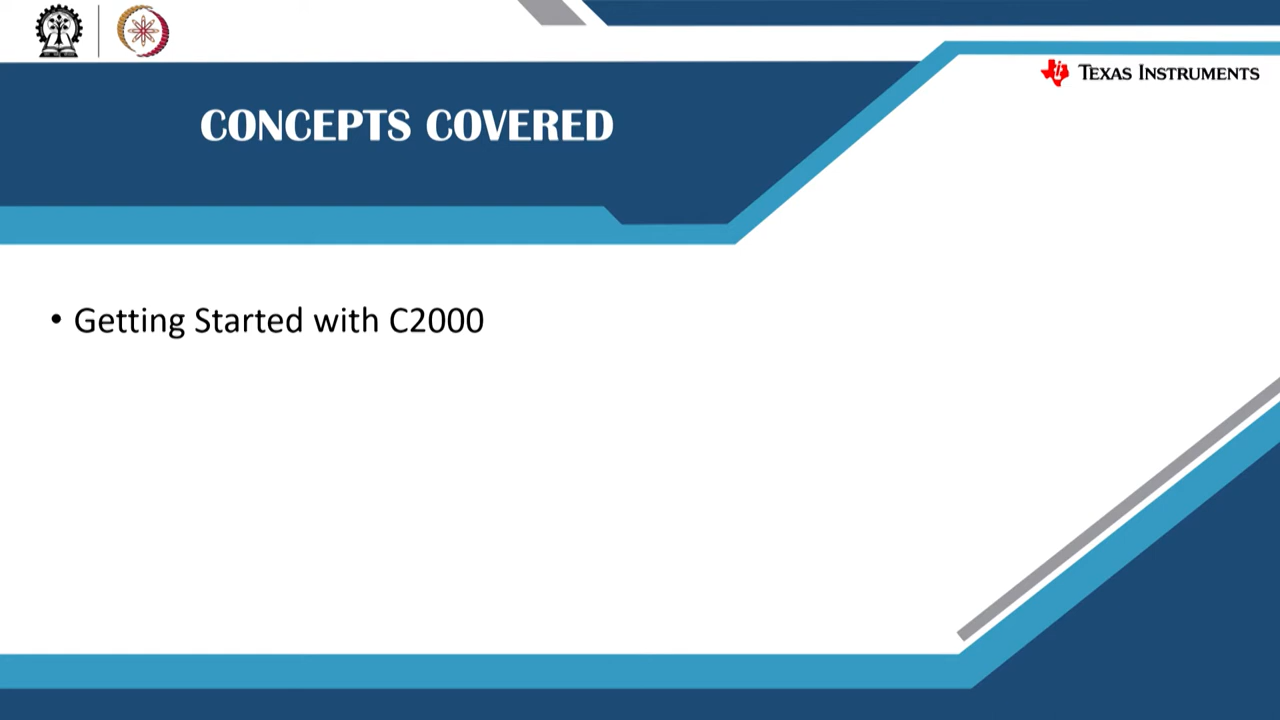 TEXAS INSTRUMENTS
CONCEPTS COVERED
• Getting Started with C2000